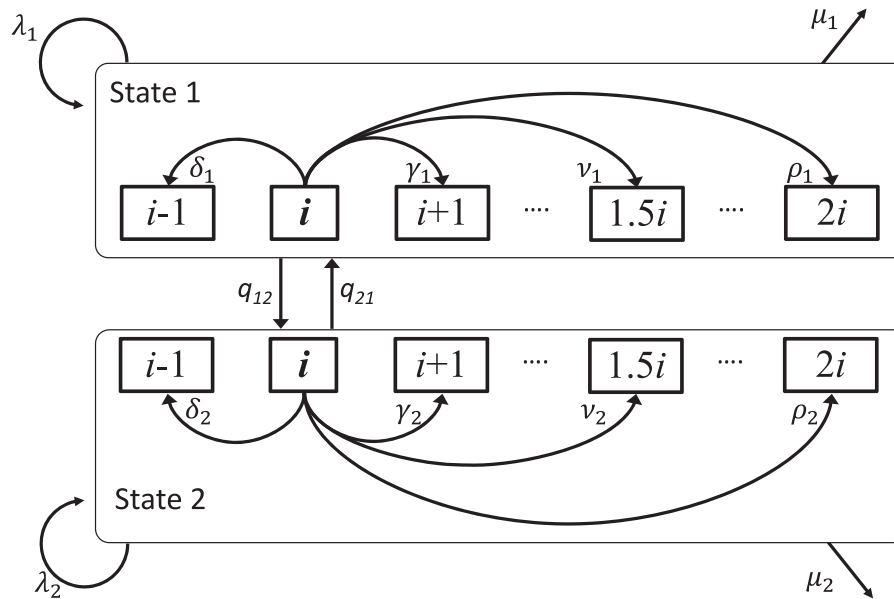 λ₁
μ₁
State 1
δ₁ γ₁ ν₁ ρ₁
i-1 i i+1 .... 1.5i .... 2i
q₁₂ q₂₁
i-1 i i+1 .... 1.5i .... 2i
δ₂ γ₂ ν₂ ρ₂
State 2
λ₂
μ₂